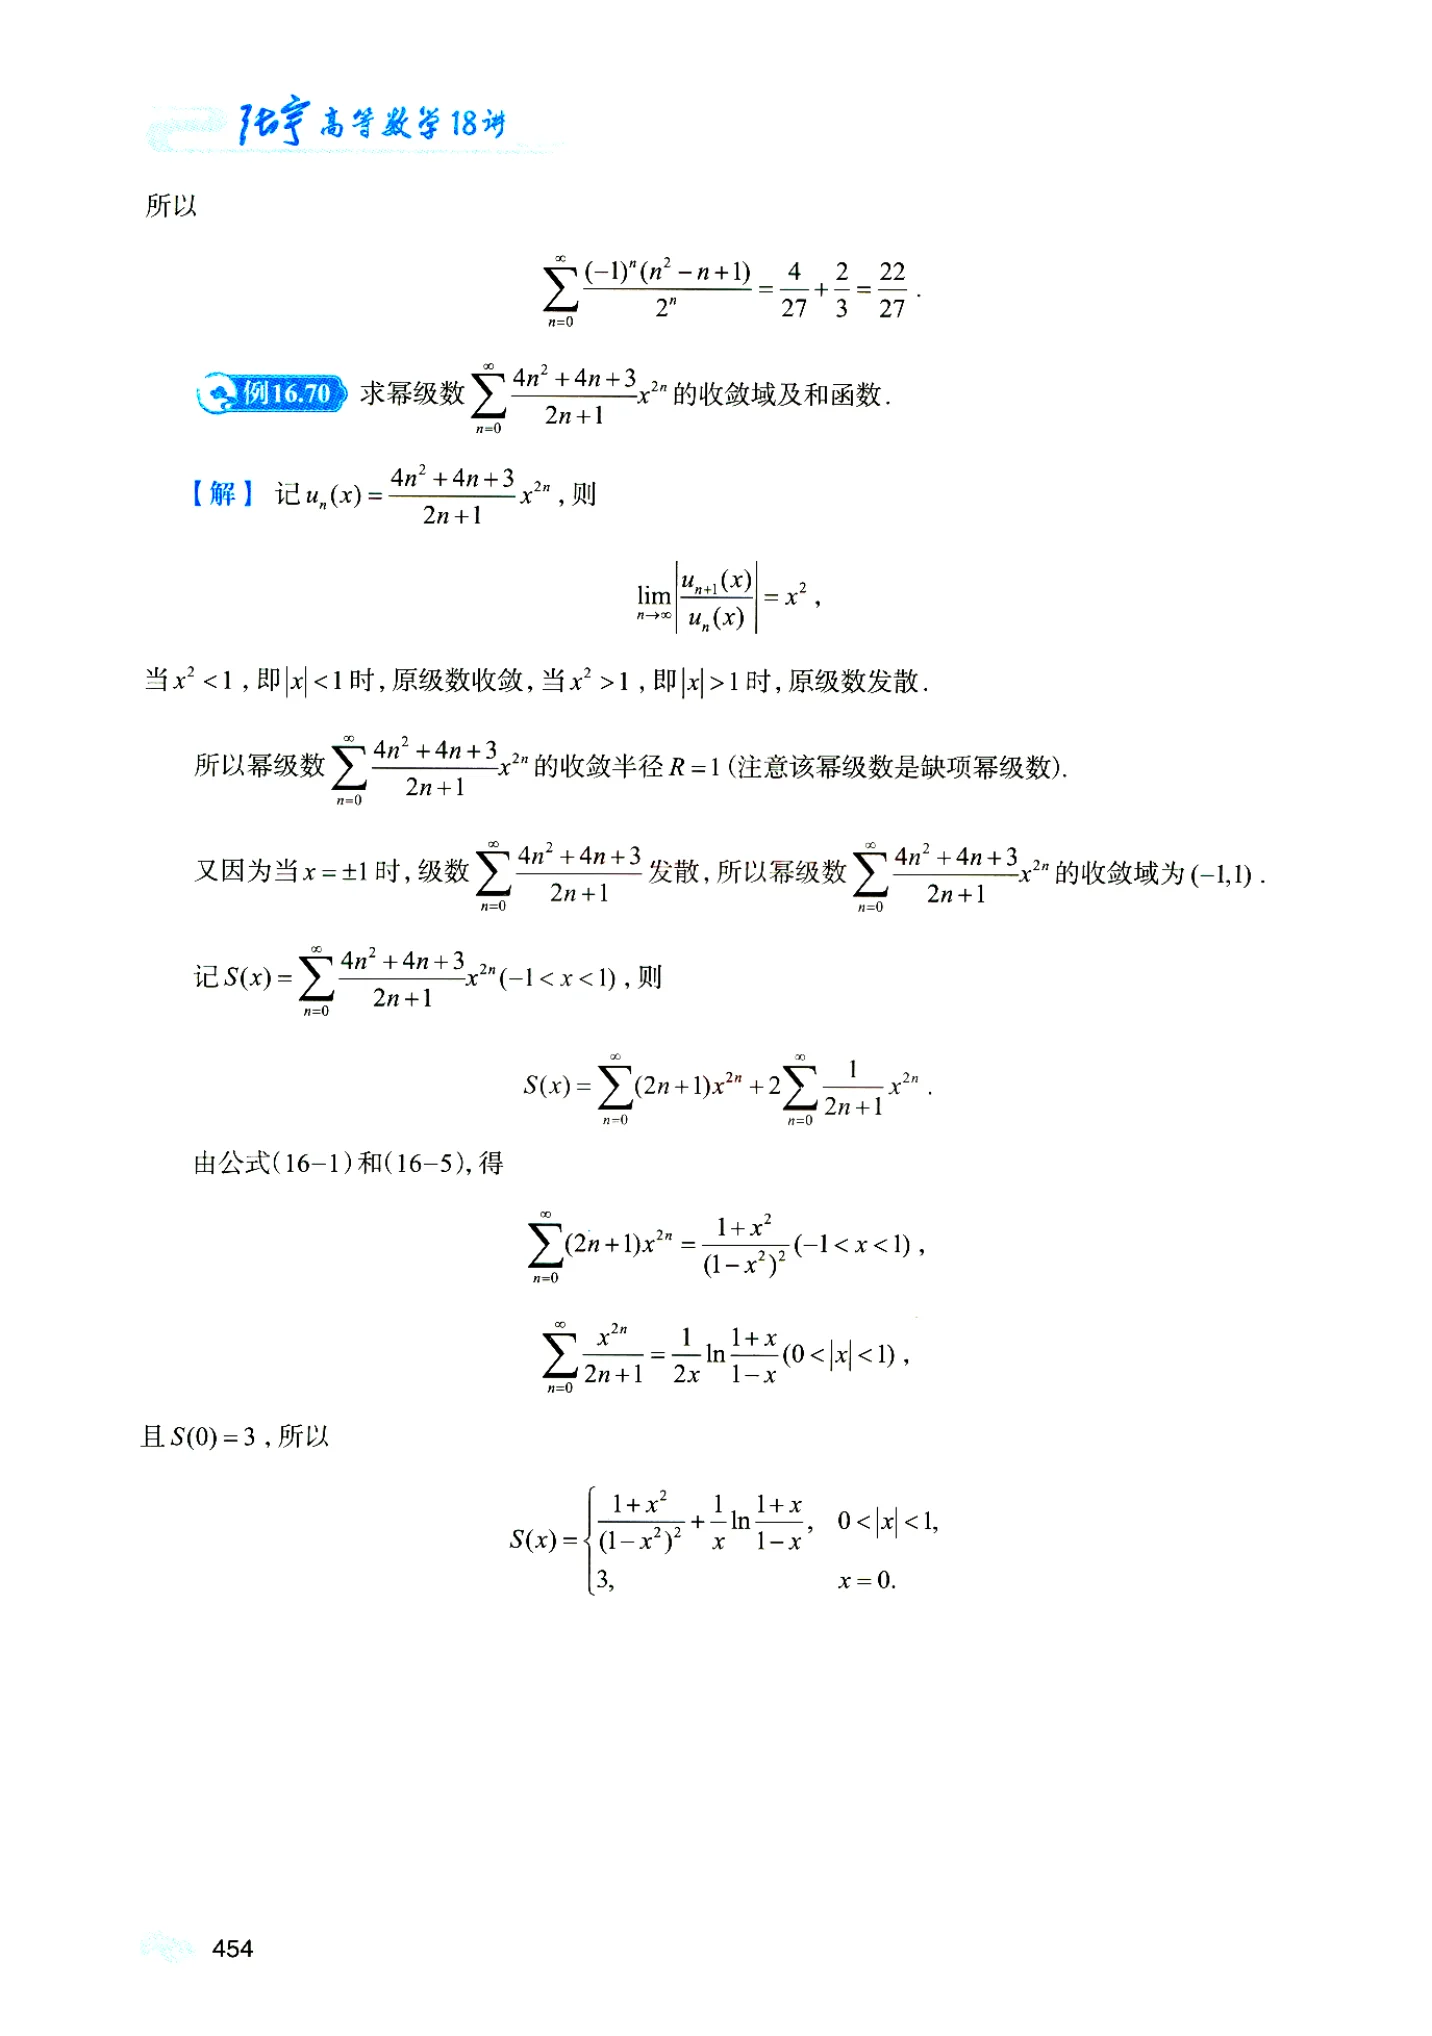 张宇高等数学18讲
所以
$$\sum_{n=0}^{\infty}\frac{(-1)^n(n^2-n+1)}{2^n}=\frac{4}{27}+\frac{2}{3}=\frac{22}{27}.$$
例16.70 求幂级数$\sum_{n=0}^{\infty}\frac{4n^2+4n+3}{2n+1}x^{2n}$的收敛域及和函数.
【解】 记$u_n(x)=\frac{4n^2+4n+3}{2n+1}x^{2n}$,则
$$\lim_{n\to\infty}\left|\frac{u_{n+1}(x)}{u_n(x)}\right|=x^2,$$
当$x^2<1$,即$|x|<1$时,原级数收敛,当$x^2>1$,即$|x|>1$时,原级数发散.
所以幂级数$\sum_{n=0}^{\infty}\frac{4n^2+4n+3}{2n+1}x^{2n}$的收敛半径$R=1$(注意该幂级数是缺项幂级数).
又因为当$x=\pm1$时,级数$\sum_{n=0}^{\infty}\frac{4n^2+4n+3}{2n+1}$发散,所以幂级数$\sum_{n=0}^{\infty}\frac{4n^2+4n+3}{2n+1}x^{2n}$的收敛域为$(-1,1)$.
记$S(x)=\sum_{n=0}^{\infty}\frac{4n^2+4n+3}{2n+1}x^{2n}(-1<x<1)$,则
$$S(x)=\sum_{n=0}^{\infty}(2n+1)x^{2n}+2\sum_{n=0}^{\infty}\frac{1}{2n+1}x^{2n}.$$
由公式(16-1)和(16-5),得
$$\sum_{n=0}^{\infty}(2n+1)x^{2n}=\frac{1+x^2}{(1-x^2)^2}(-1<x<1),$$
$$\sum_{n=0}^{\infty}\frac{x^{2n}}{2n+1}=\frac{1}{2x}\ln\frac{1+x}{1-x}(0<|x|<1),$$
且$S(0)=3$,所以
$$S(x)=\begin{cases}\frac{1+x^2}{(1-x^2)^2}+\frac{1}{x}\ln\frac{1+x}{1-x}, & 0<|x|<1,\\ 3, & x=0.\end{cases}$$
454